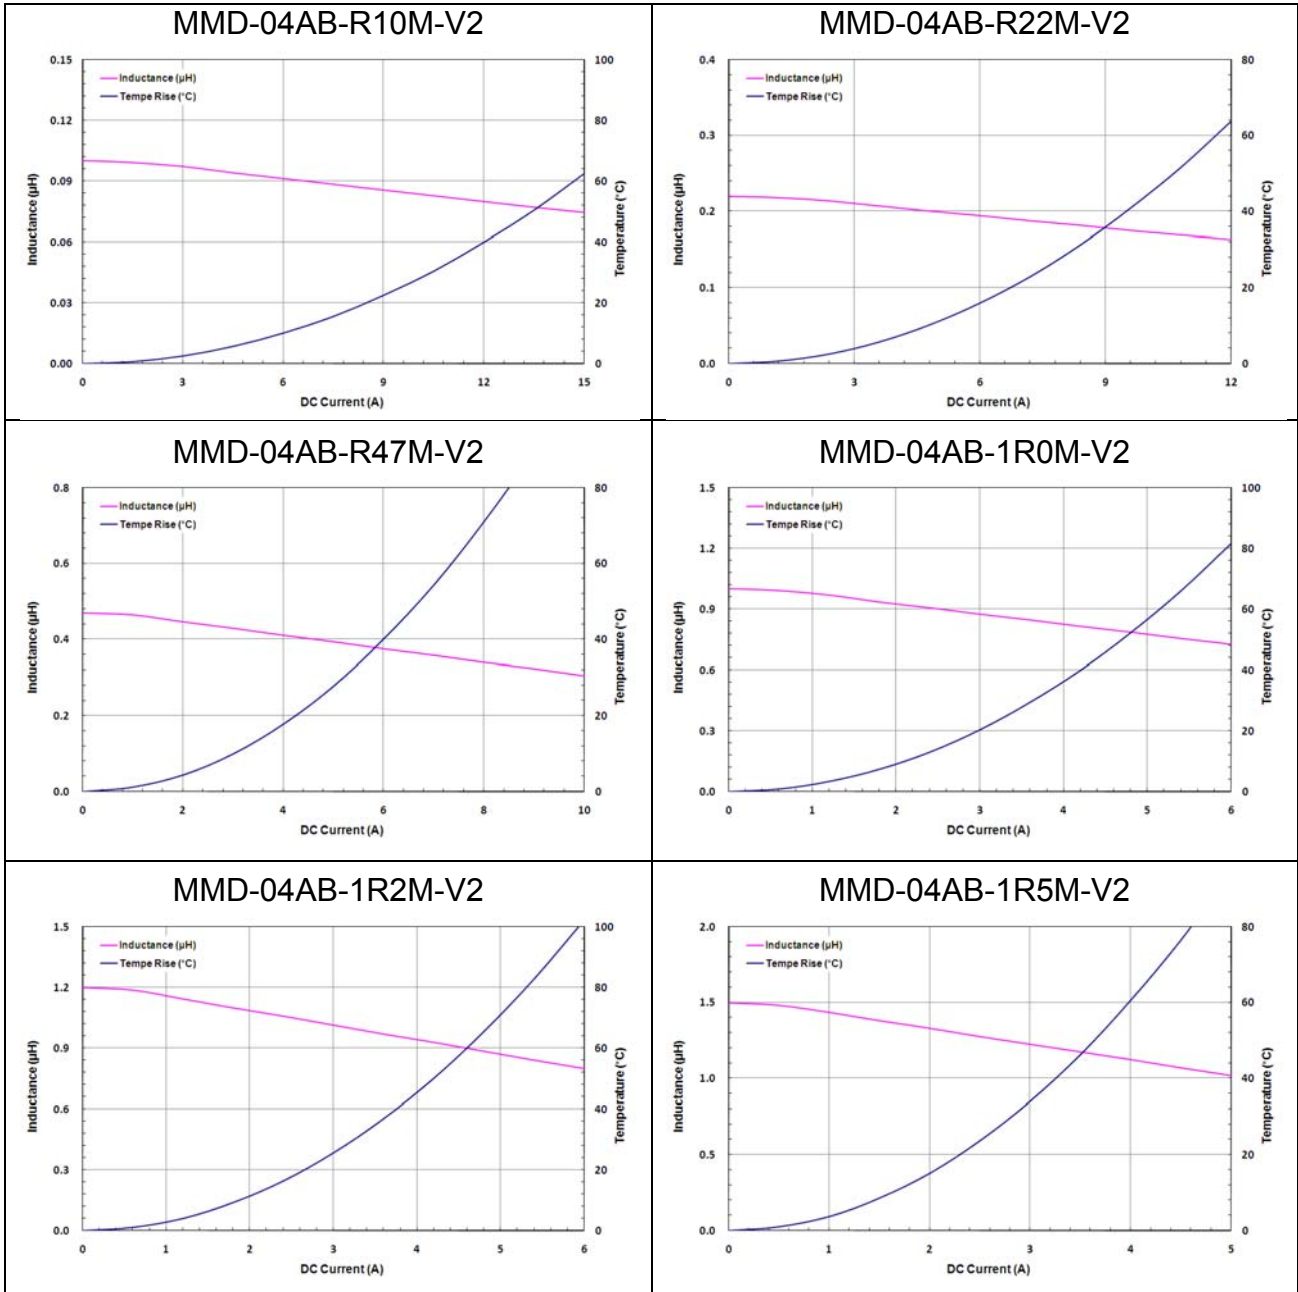 MMD-04AB-R10M-V2
0.15
0.12
0.09
0.06
0.03
0.00
Inductance (µH)
Inductance (µH)
Tempe Rise (°C)
100
80
60
40
20
0
Temperature (°C)
0 3 6 9 12 15
DC Current (A)
MMD-04AB-R22M-V2
0.4
0.3
0.2
0.1
0.0
Inductance (µH)
Inductance (µH)
Tempe Rise (°C)
80
60
40
20
0
Temperature (°C)
0 3 6 9 12
DC Current (A)
MMD-04AB-R47M-V2
0.8
0.6
0.4
0.2
0.0
Inductance (µH)
Inductance (µH)
Tempe Rise (°C)
80
60
40
20
0
Temperature (°C)
0 2 4 6 8 10
DC Current (A)
MMD-04AB-1R0M-V2
1.5
1.2
0.9
0.6
0.3
0.0
Inductance (µH)
Inductance (µH)
Tempe Rise (°C)
100
80
60
40
20
0
Temperature (°C)
0 1 2 3 4 5 6
DC Current (A)
MMD-04AB-1R2M-V2
1.5
1.2
0.9
0.6
0.3
0.0
Inductance (µH)
Inductance (µH)
Tempe Rise (°C)
100
80
60
40
20
0
Temperature (°C)
0 1 2 3 4 5 6
DC Current (A)
MMD-04AB-1R5M-V2
2.0
1.5
1.0
0.5
0.0
Inductance (µH)
Inductance (µH)
Tempe Rise (°C)
80
60
40
20
0
Temperature (°C)
0 1 2 3 4 5
DC Current (A)